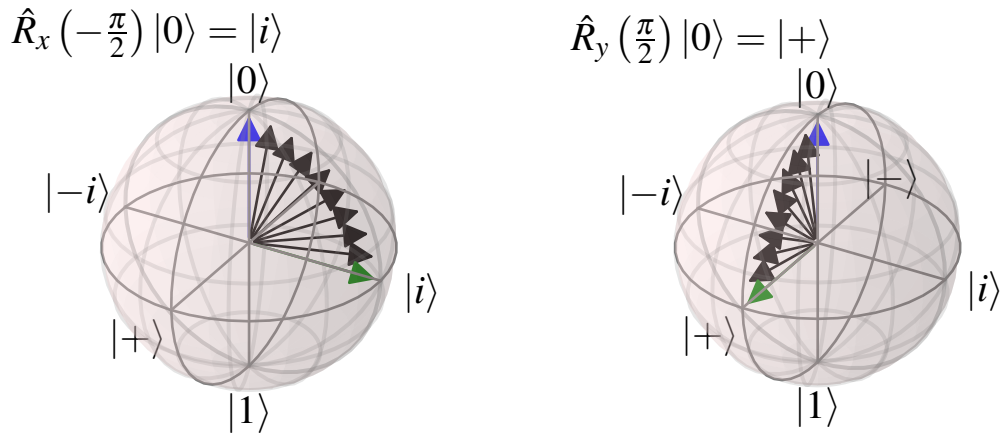 R̂ₓ(−π/2)|0⟩ = |i⟩
|0⟩
|−i⟩
|i⟩
|+⟩
|1⟩
R̂ᵧ(π/2)|0⟩ = |+⟩
|0⟩
|−⟩
|−i⟩
|i⟩
|+⟩
|1⟩